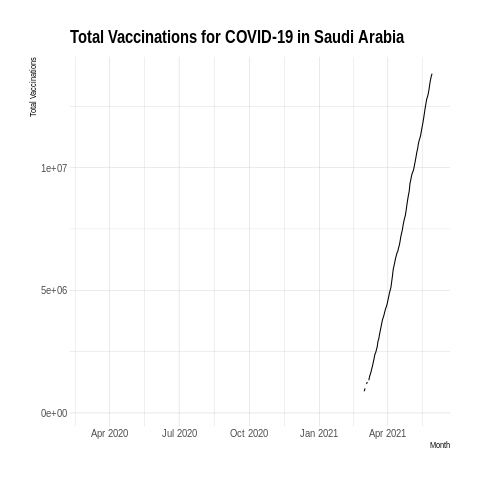 Total Vaccinations for COVID-19 in Saudi Arabia
Total Vaccinations
1e+07
5e+06
0e+00
Apr 2020 Jul 2020 Oct 2020 Jan 2021 Apr 2021
Month